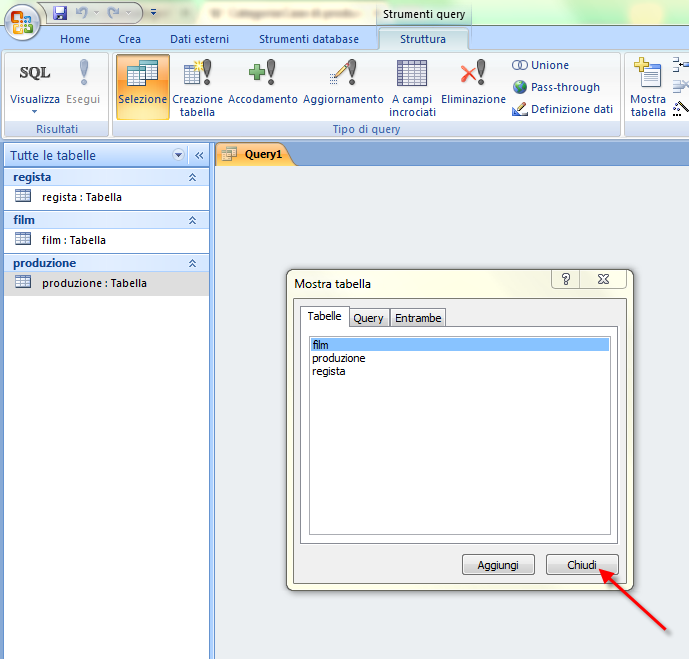 Strumenti query
Home Crea Dati esterni Strumenti database Struttura
SQL
Visualizza Esegui
Risultati
Selezione Creazione tabella Accodamento Aggiornamento A campi incrociati Eliminazione
Unione
Pass-through
Definizione dati
Tipo di query
Mostra tabella
Tutte le tabelle
Query1
regista
regista : Tabella
film
film : Tabella
produzione
produzione : Tabella
Mostra tabella
Tabelle Query Entrambe
film
produzione
regista
Aggiungi Chiudi